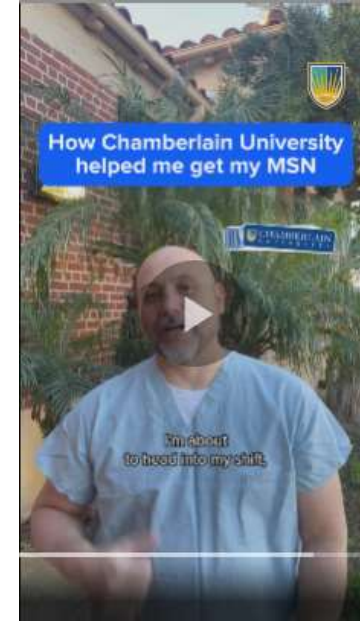 How Chamberlain University
helped me get my MSN
CHAMBERLAIN
UNIVERSITY
I'm about
to head into my shift.